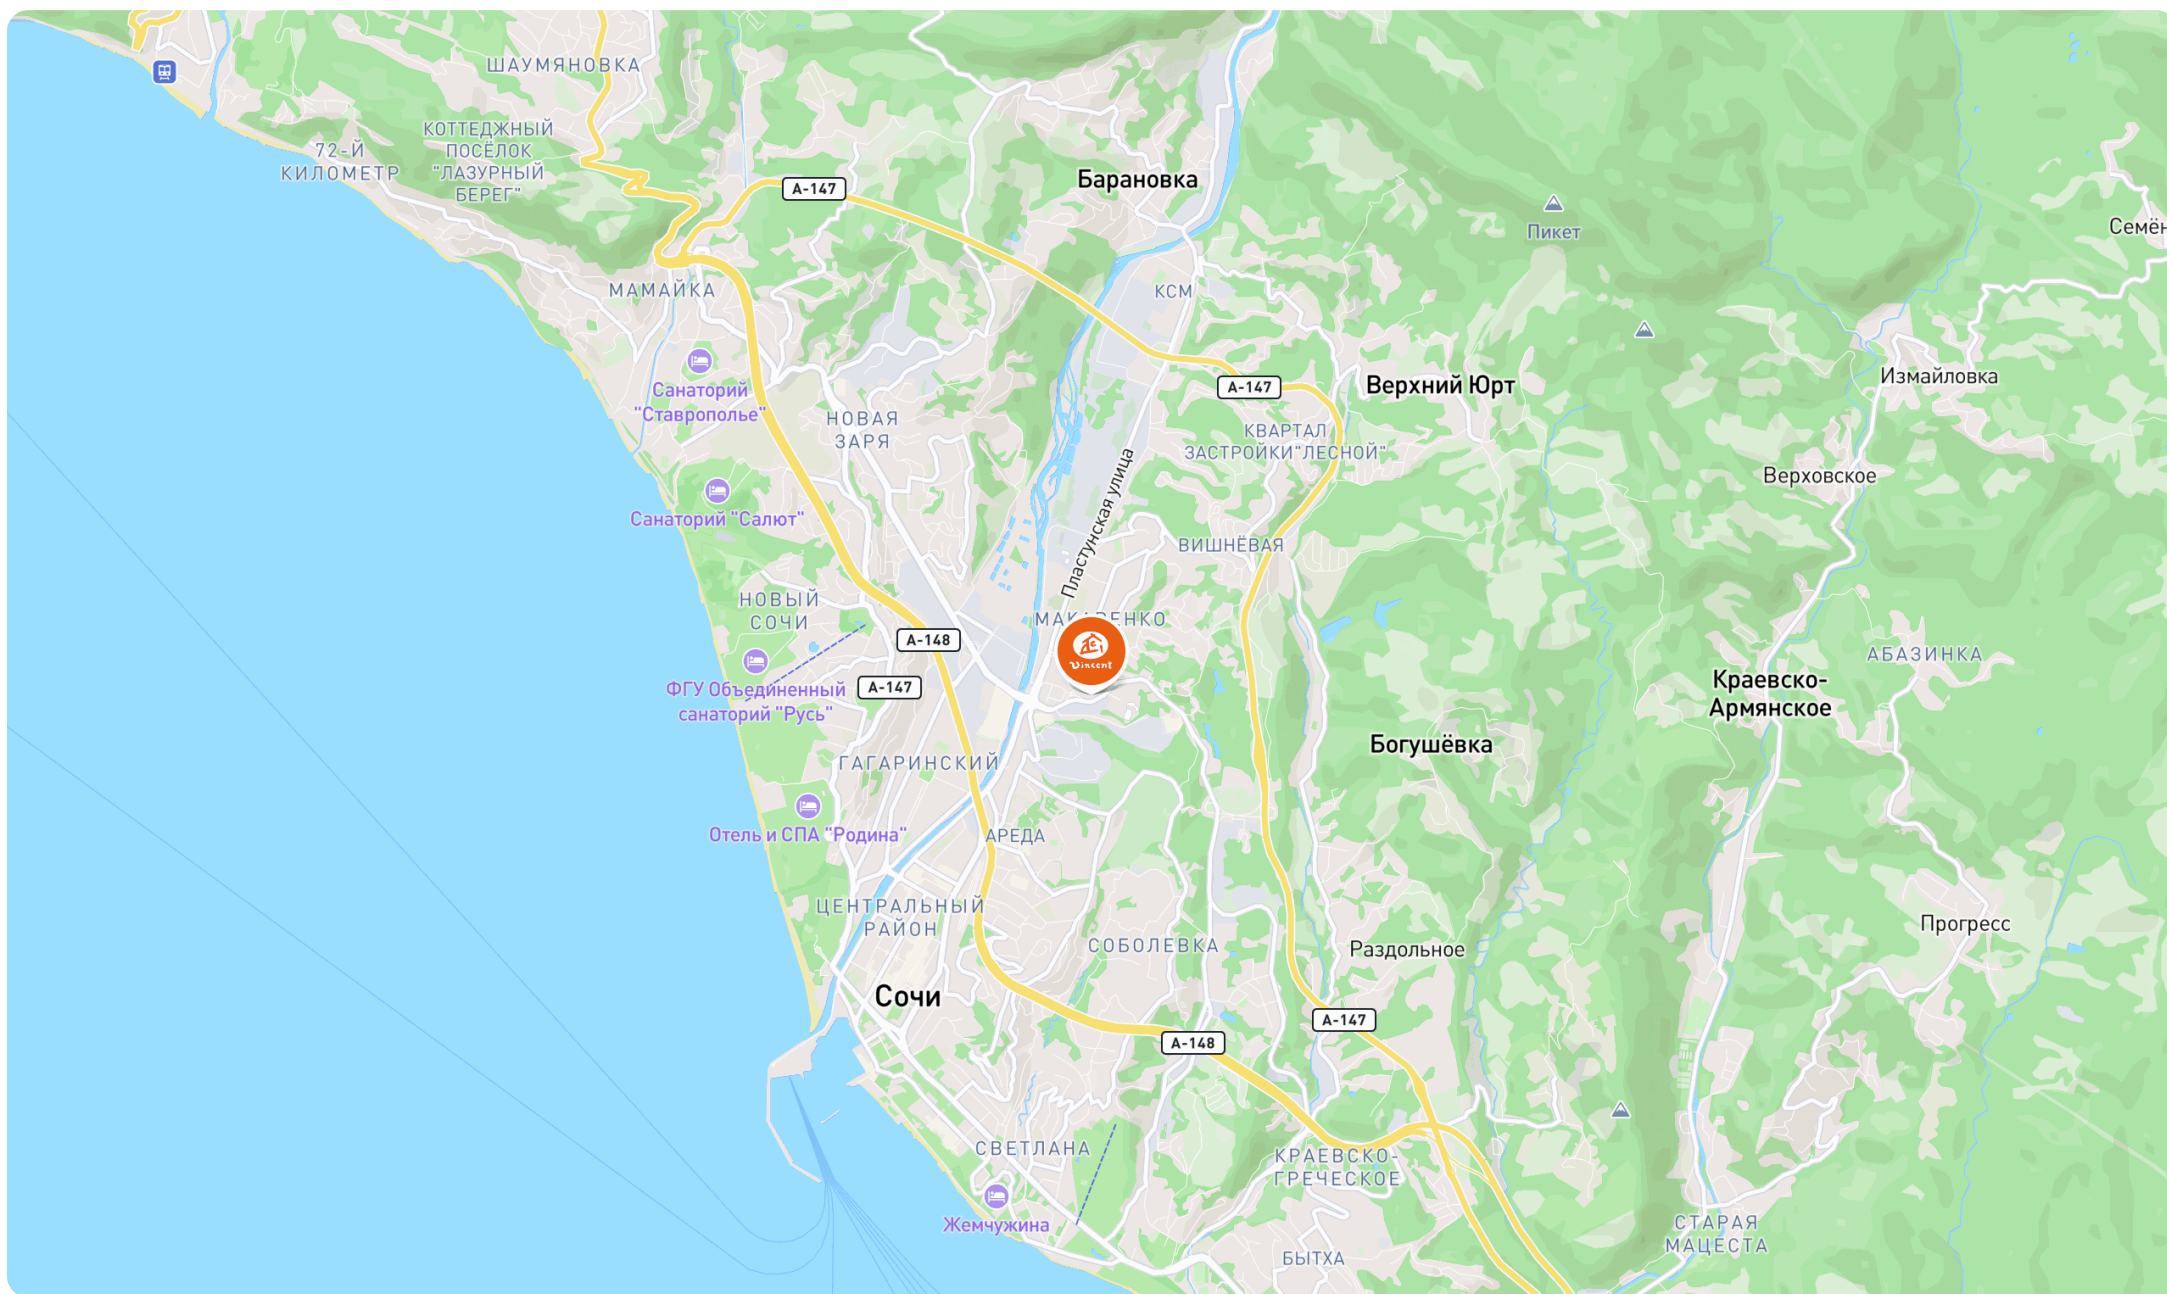 ШАУМЯНОВКА
КОТТЕДЖНЫЙ
ПОСЁЛОК
"ЛАЗУРНЫЙ
БЕРЕГ"
72-Й
КИЛОМЕТР
А-147
Барановка
Пикет
Семён
МАМАЙКА
КСМ
Санаторий
"Ставрополье"
А-147
Верхний Юрт
Измайловка
НОВАЯ
ЗАРЯ
КВАРТАЛ
ЗАСТРОЙКИ"ЛЕСНОЙ"
Верховское
Санаторий "Салют"
Пластунская улица
ВИШНЁВАЯ
НОВЫЙ
СОЧИ
МАКАРЕНКО
Vincent
А-148
А-147
ФГУ Объединенный
санаторий "Русь"
АБАЗИНКА
Краевско-
Армянское
Богушёвка
ГАГАРИНСКИЙ
Отель и СПА "Родина"
АРЕДА
ЦЕНТРАЛЬНЫЙ
РАЙОН
СОБОЛЕВКА
Раздольное
Прогресс
Сочи
А-147
А-148
СВЕТЛАНА
КРАЕВСКО-
ГРЕЧЕСКОЕ
Жемчужина
БЫТХА
СТАРАЯ
МАЦЕСТА